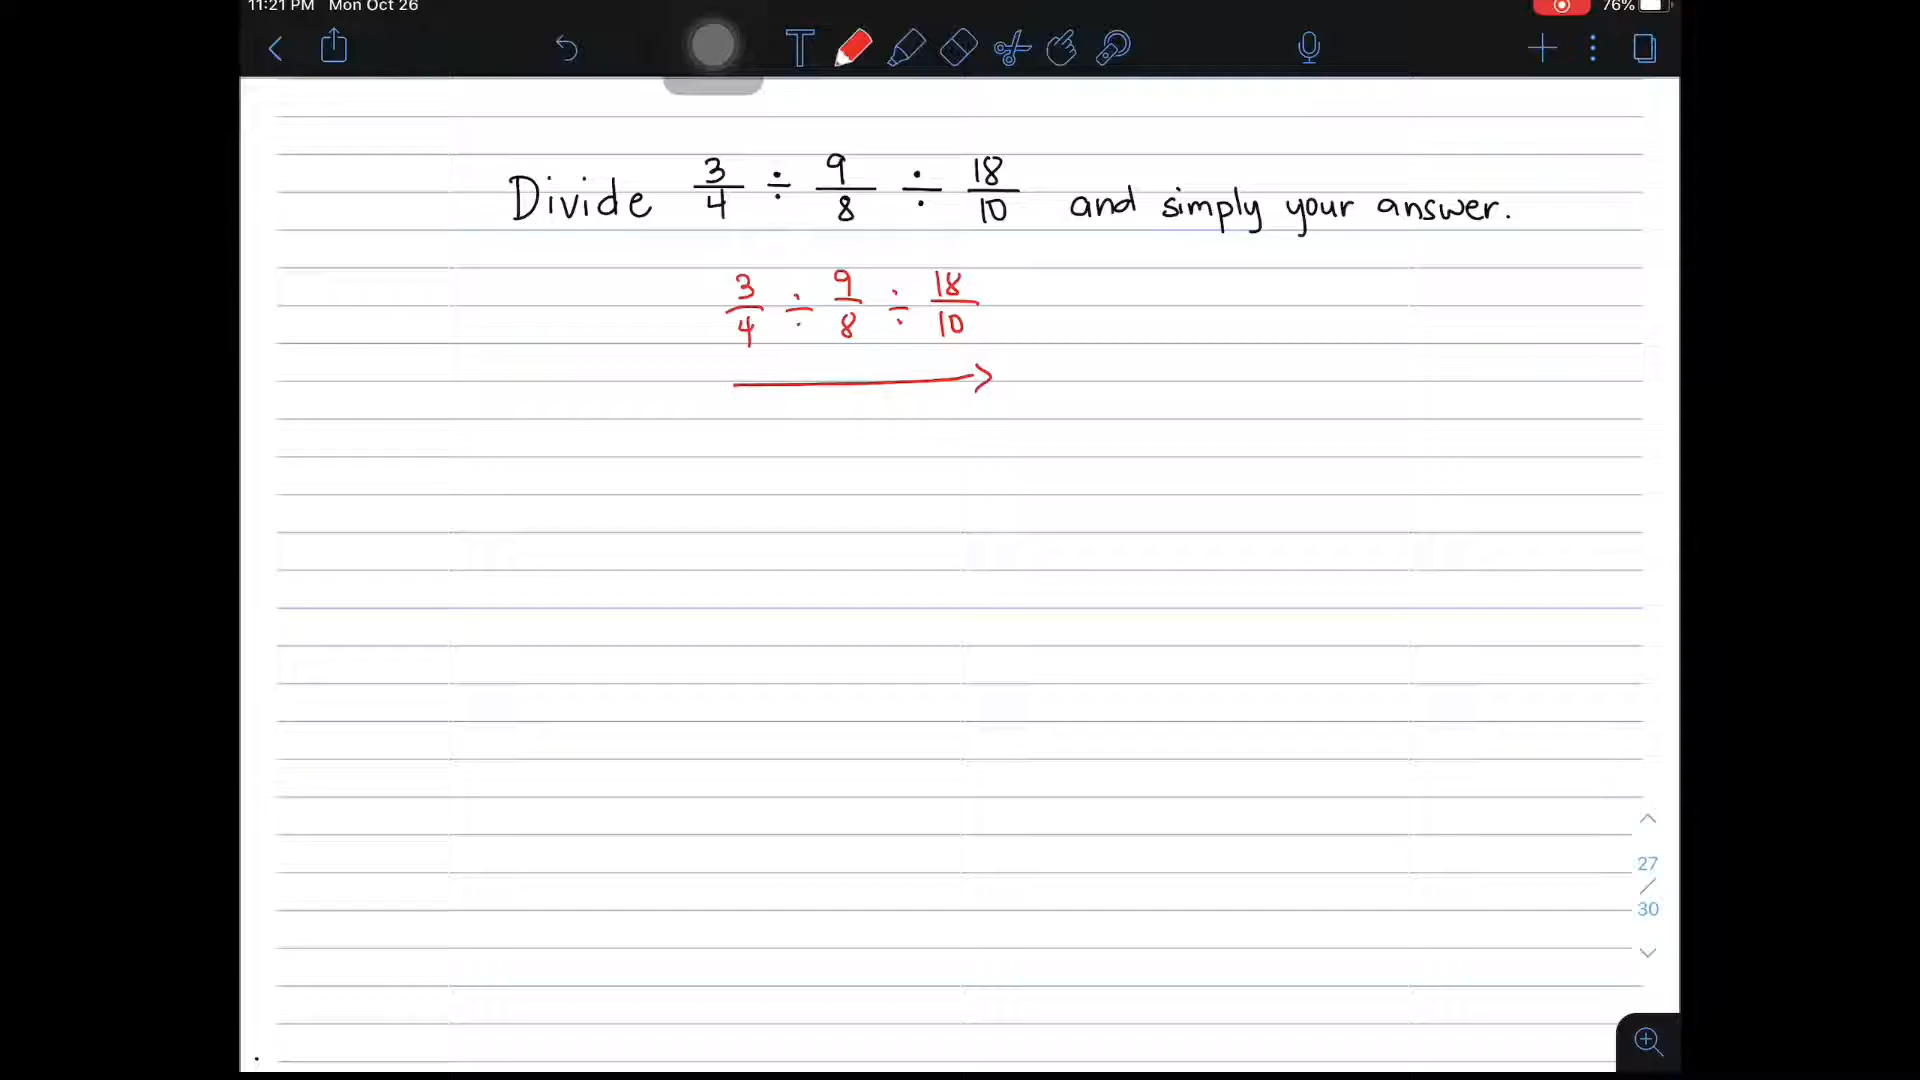 11:21 PM Mon Oct 26 76%
Divide 3/4 ÷ 9/8 ÷ 18/10 and simply your answer.
3/4 ÷ 9/8 ÷ 18/10
27
/
30